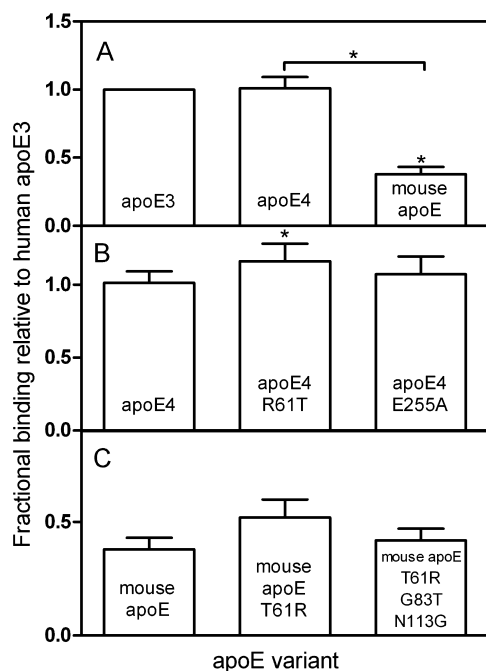 Fractional binding relative to human apoE3
1.5
A
*
1.0
*
0.5
apoE3
apoE4
mouse
apoE
0.0
B
*
1.0
0.5
apoE4
apoE4
R61T
apoE4
E255A
0.0
C
0.5
mouse
apoE
mouse
apoE
T61R
mouse apoE
T61R
G83T
N113G
0.0
apoE variant